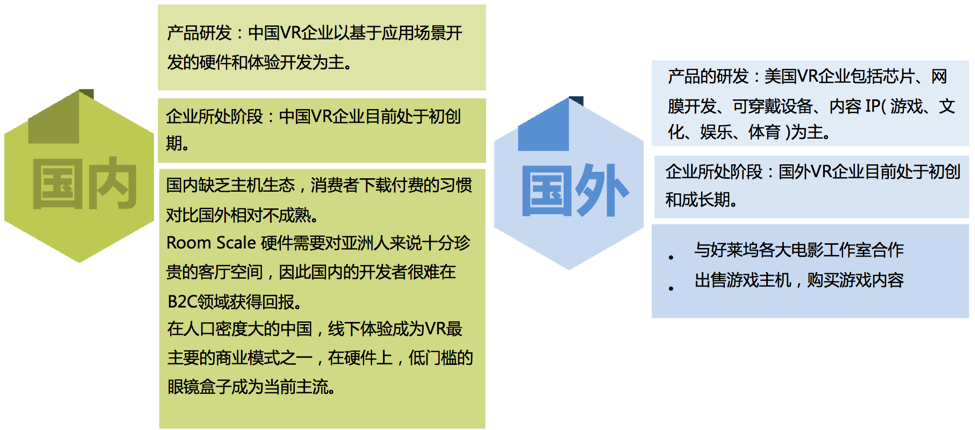 国内
产品研发：中国VR企业以基于应用场景开
发的硬件和体验开发为主。
企业所处阶段：中国VR企业目前处于初创
期。
国内缺乏主机生态，消费者下载付费的习惯
对比国外相对不成熟。
Room Scale 硬件需要对亚洲人来说十分珍
贵的客厅空间，因此国内的开发者很难在
B2C领域获得回报。
在人口密度大的中国，线下体验成为VR最
主要的商业模式之一，在硬件上，低门槛的
眼镜盒子成为当前主流。
国外
产品的研发：美国VR企业包括芯片、网
膜开发、可穿戴设备、内容 IP( 游戏、文
化、娱乐、体育 )为主。
企业所处阶段：国外VR企业目前处于初创
和成长期。
• 与好莱坞各大电影工作室合作
• 出售游戏主机，购买游戏内容